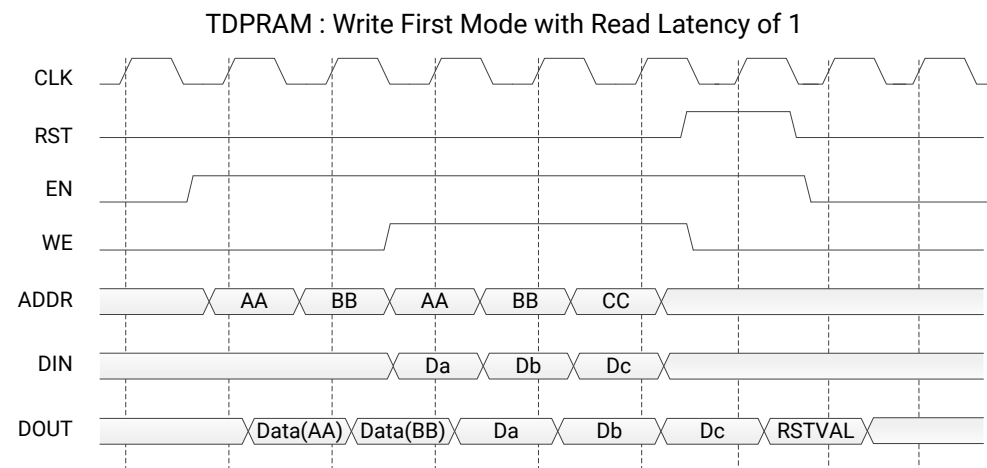 TDPRAM : Write First Mode with Read Latency of 1
CLK
RST
EN
WE
ADDR AA BB AA BB CC
DIN Da Db Dc
DOUT Data(AA) Data(BB) Da Db Dc RSTVAL